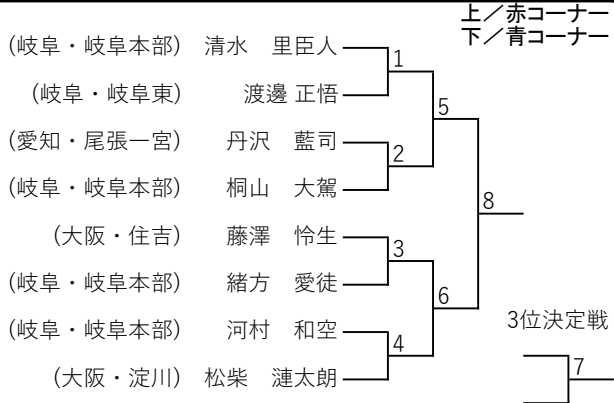 上／赤コーナー
下／青コーナー
(岐阜・岐阜本部) 清水　里臣人
1
(岐阜・岐阜東) 渡邊 正悟
5
(愛知・尾張一宮) 丹沢　藍司
2
(岐阜・岐阜本部) 桐山　大駕
8
(大阪・住吉) 藤澤　怜生
3
(岐阜・岐阜本部) 緒方　愛徒
6
(岐阜・岐阜本部) 河村　和空
3位決定戦
4
(大阪・淀川) 松柴　漣太朗
7